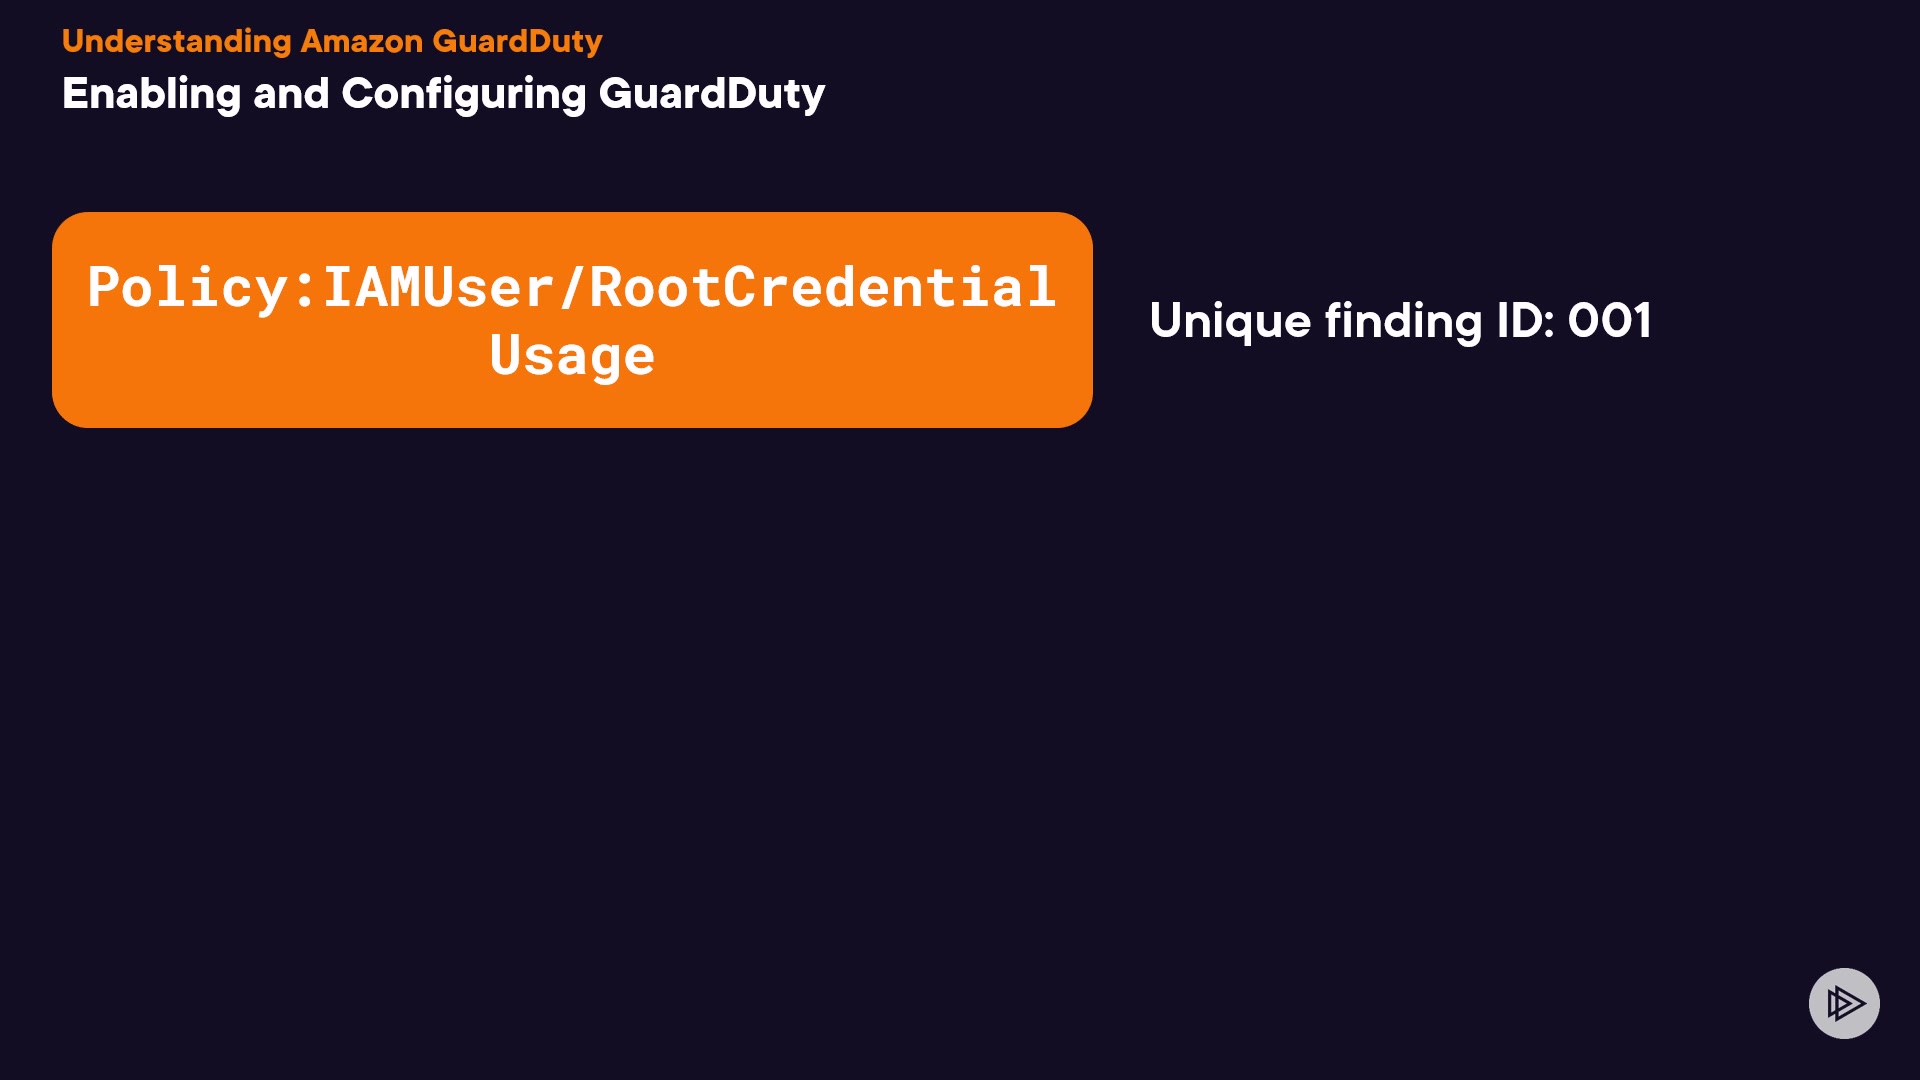 Understanding Amazon GuardDuty
Enabling and Configuring GuardDuty
Policy:IAMUser/RootCredential
Usage
Unique finding ID: 001